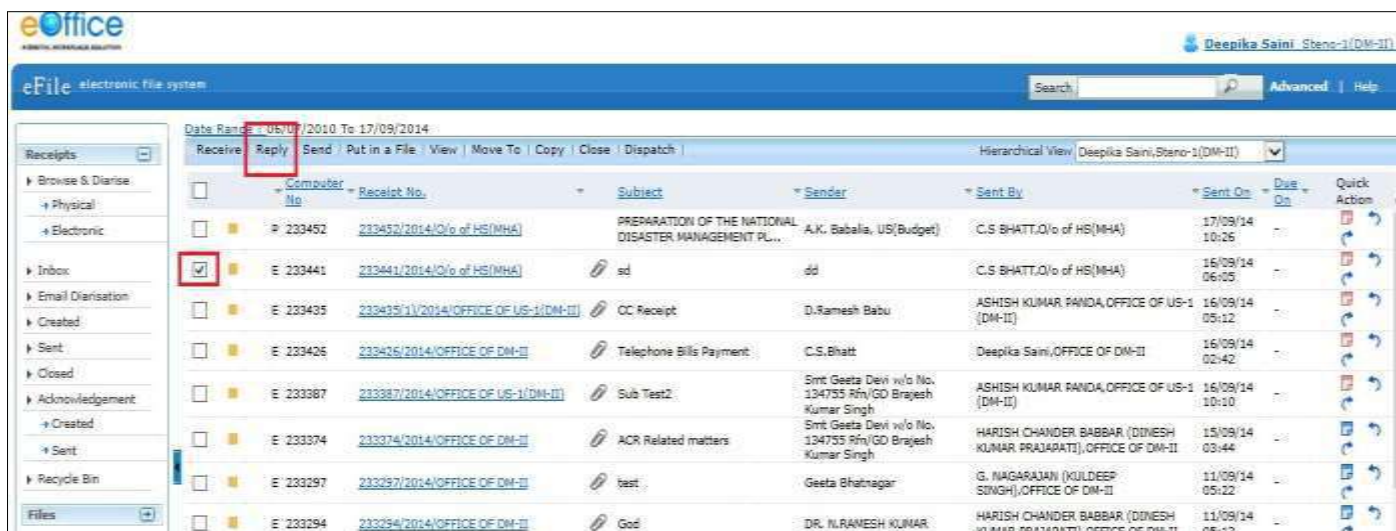 eOffice
A DIGITAL WORKPLACE SOLUTION
Deepika Saini Steno-1(DM-II)
eFile electronic file system
Search
Advanced | Help
Date Range : 06/07/2010 To 17/09/2014
Receive Reply Send Put in a File | View | Move To | Copy | Close | Dispatch |
Hierarchical View Deepika Saini,Steno-1(DM-II)
Receipts
Browse & Diarise
Physical
Electronic
Inbox
Email Diarisation
Created
Sent
Closed
Acknowledgement
Created
Sent
Recycle Bin
Files
Computer No Receipt No. Subject Sender Sent By Sent On Due On Quick Action
P 233452 233452/2014/O/o of HS(MHA) PREPARATION OF THE NATIONAL DISASTER MANAGEMENT PL... A.K. Babalia, US(Budget) C.S BHATT,O/o of HS(MHA) 17/09/14 10:26 -
E 233441 233441/2014/O/o of HS(MHA) sd dd C.S BHATT,O/o of HS(MHA) 16/09/14 06:05 -
E 233435 233435(1)/2014/OFFICE OF US-1(DM-II) CC Receipt D.Ramesh Babu ASHISH KUMAR PANDA,OFFICE OF US-1 (DM-II) 16/09/14 05:12 -
E 233426 233426/2014/OFFICE OF DM-II Telephone Bills Payment C.S.Bhatt Deepika Saini,OFFICE OF DM-II 16/09/14 02:42 -
E 233387 233387/2014/OFFICE OF US-1(DM-II) Sub Test2 Smt Geeta Devi w/o No. 134755 Rfn/GD Brajesh Kumar Singh ASHISH KUMAR PANDA,OFFICE OF US-1 (DM-II) 16/09/14 10:10 -
E 233374 233374/2014/OFFICE OF DM-II ACR Related matters Smt Geeta Devi w/o No. 134755 Rfn/GD Brajesh Kumar Singh HARISH CHANDER BABBAR (DINESH KUMAR PRAJAPATI),OFFICE OF DM-II 15/09/14 03:44 -
E 233297 233297/2014/OFFICE OF DM-II test Geeta Bhatnagar G. NAGARAJAN (KULDEEP SINGH),OFFICE OF DM-II 11/09/14 05:22 -
E 233294 233294/2014/OFFICE OF DM-II God DR. N.RAMESH KUMAR HARISH CHANDER BABBAR (DINESH KUMAR PRAJAPATI),OFFICE OF DM-II 11/09/14